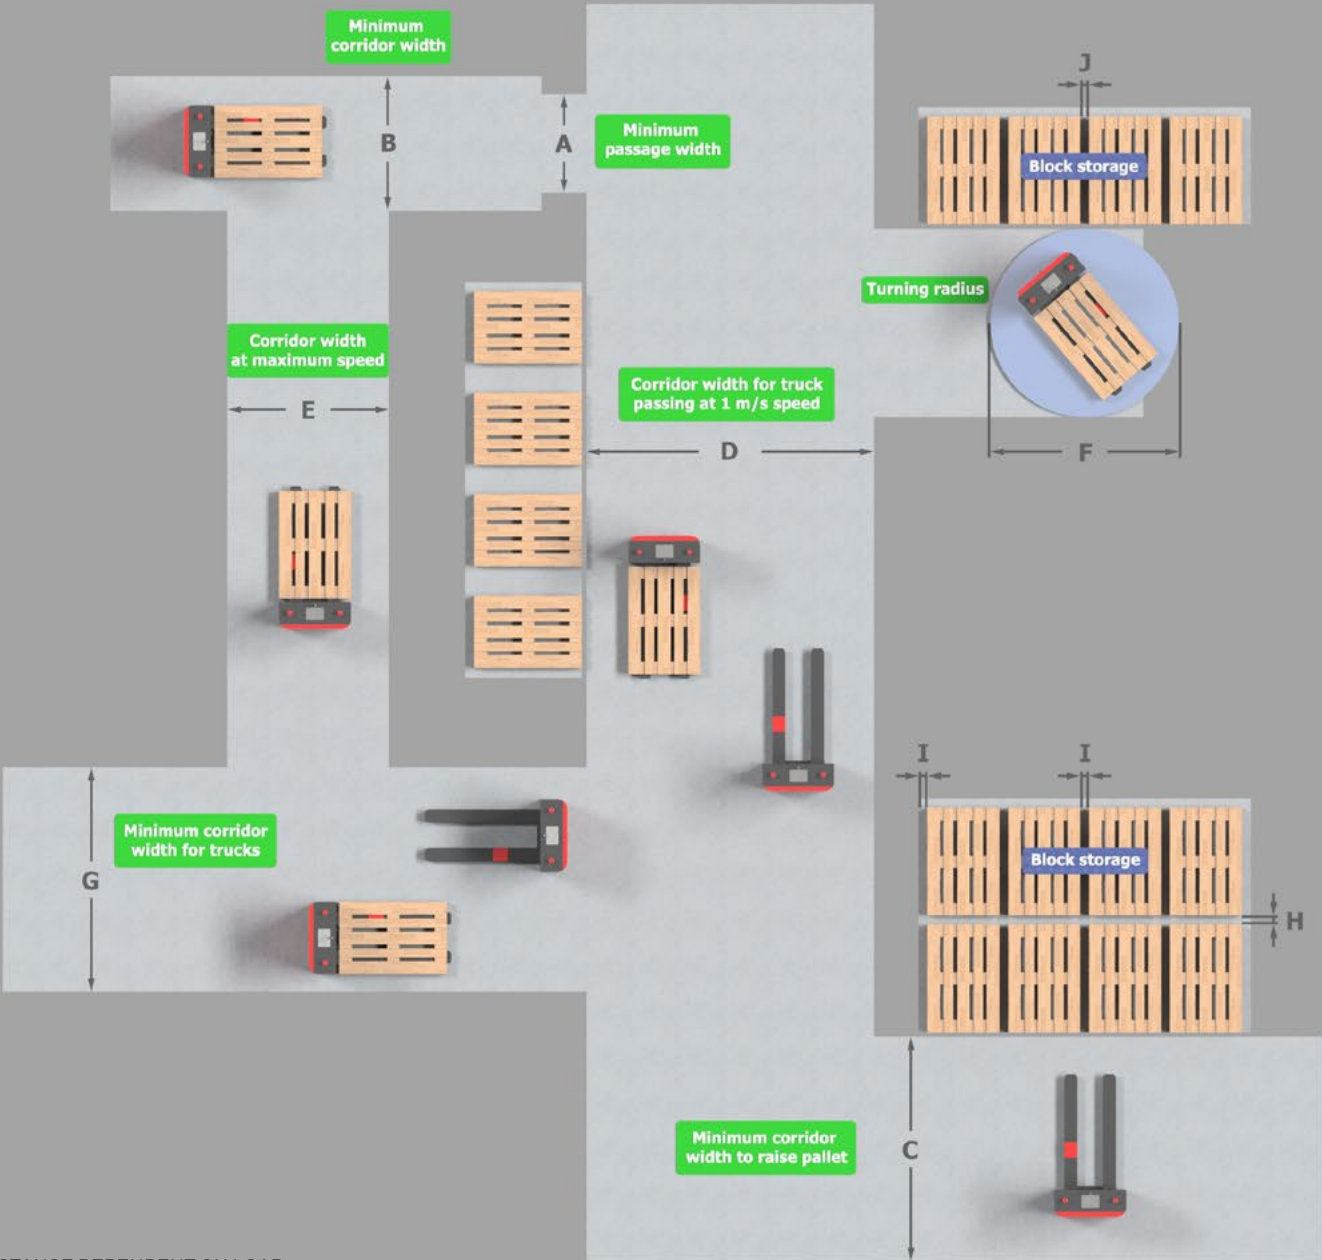 Minimum
corridor width
J
B
A
Minimum
passage width
Block storage
Turning radius
Corridor width
at maximum speed
Corridor width for truck
passing at 1 m/s speed
E
D
F
I
I
Minimum corridor
width for trucks
Block storage
G
H
Minimum corridor
width to raise pallet
C